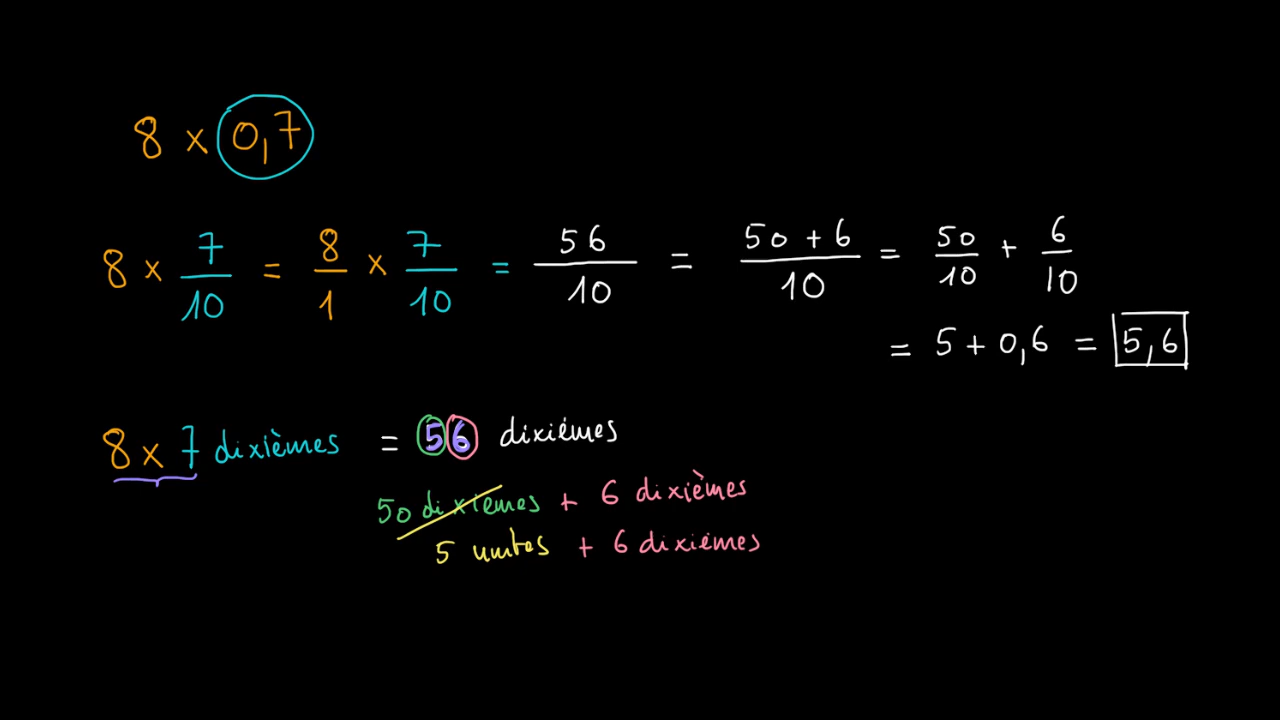 8 × 0,7
8 × 7/10 = 8/1 × 7/10 = 56/10 = 50 + 6/10 = 50/10 + 6/10
= 5 + 0,6 = 5,6
8 × 7 dixièmes = 56 dixièmes
50 dixièmes + 6 dixièmes
5 unités + 6 dixièmes